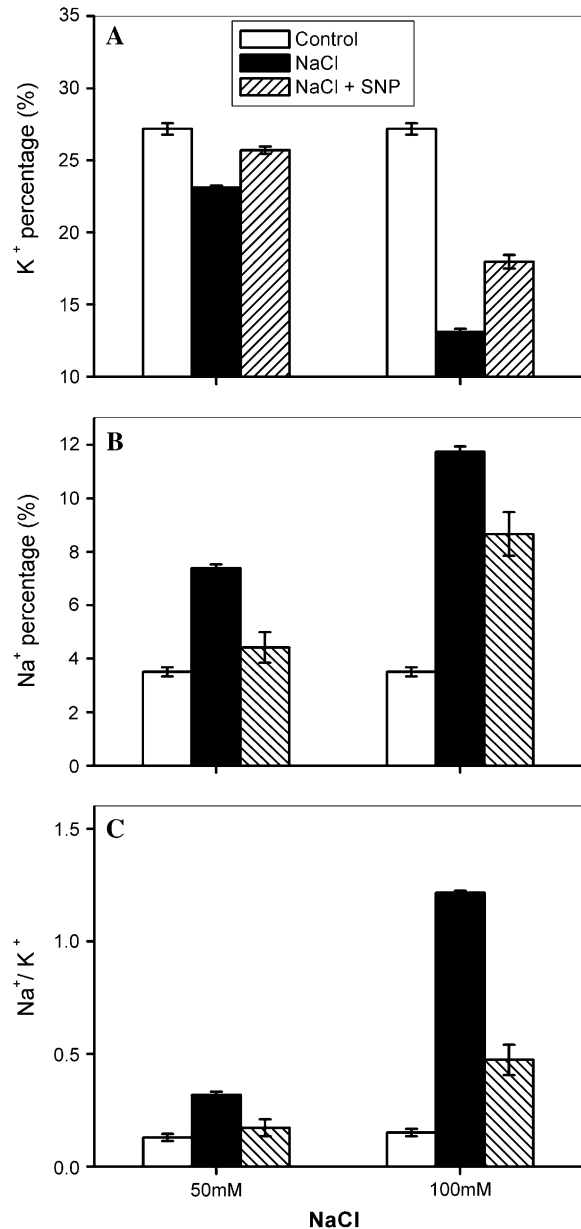 A
Control
NaCl
NaCl + SNP
K+ percentage (%)
35
30
25
20
15
10
B
Na+ percentage (%)
12
10
8
6
4
2
0
C
Na+/ K+
1.5
1.0
0.5
0.0
50mM
100mM
NaCl